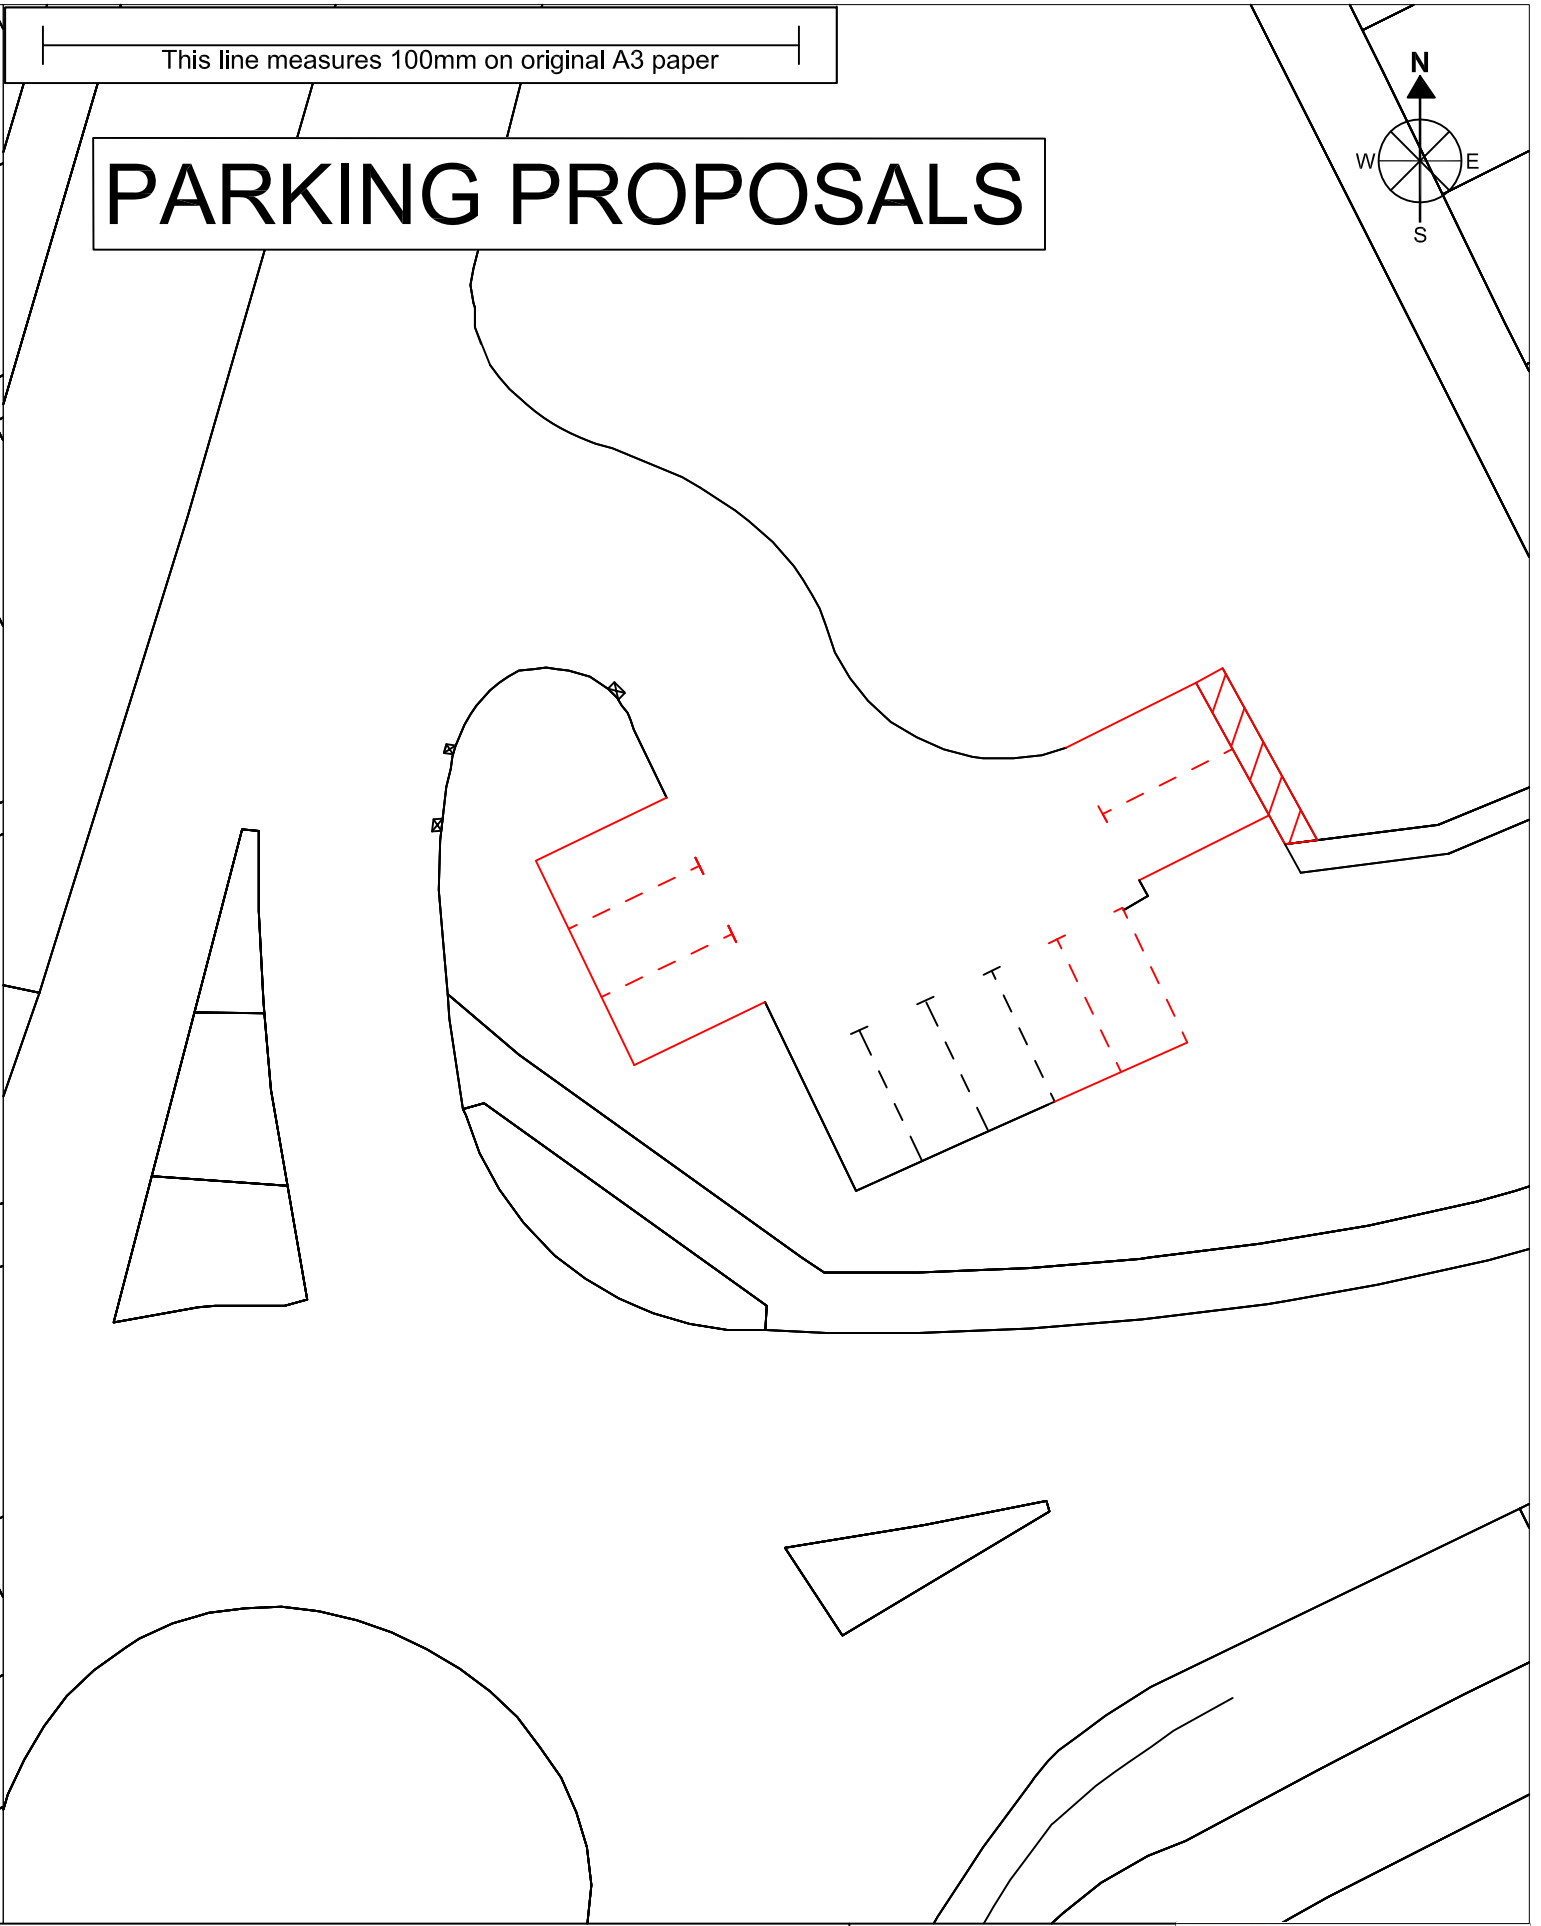 This line measures 100mm on original A3 paper
N
W E
S
PARKING PROPOSALS